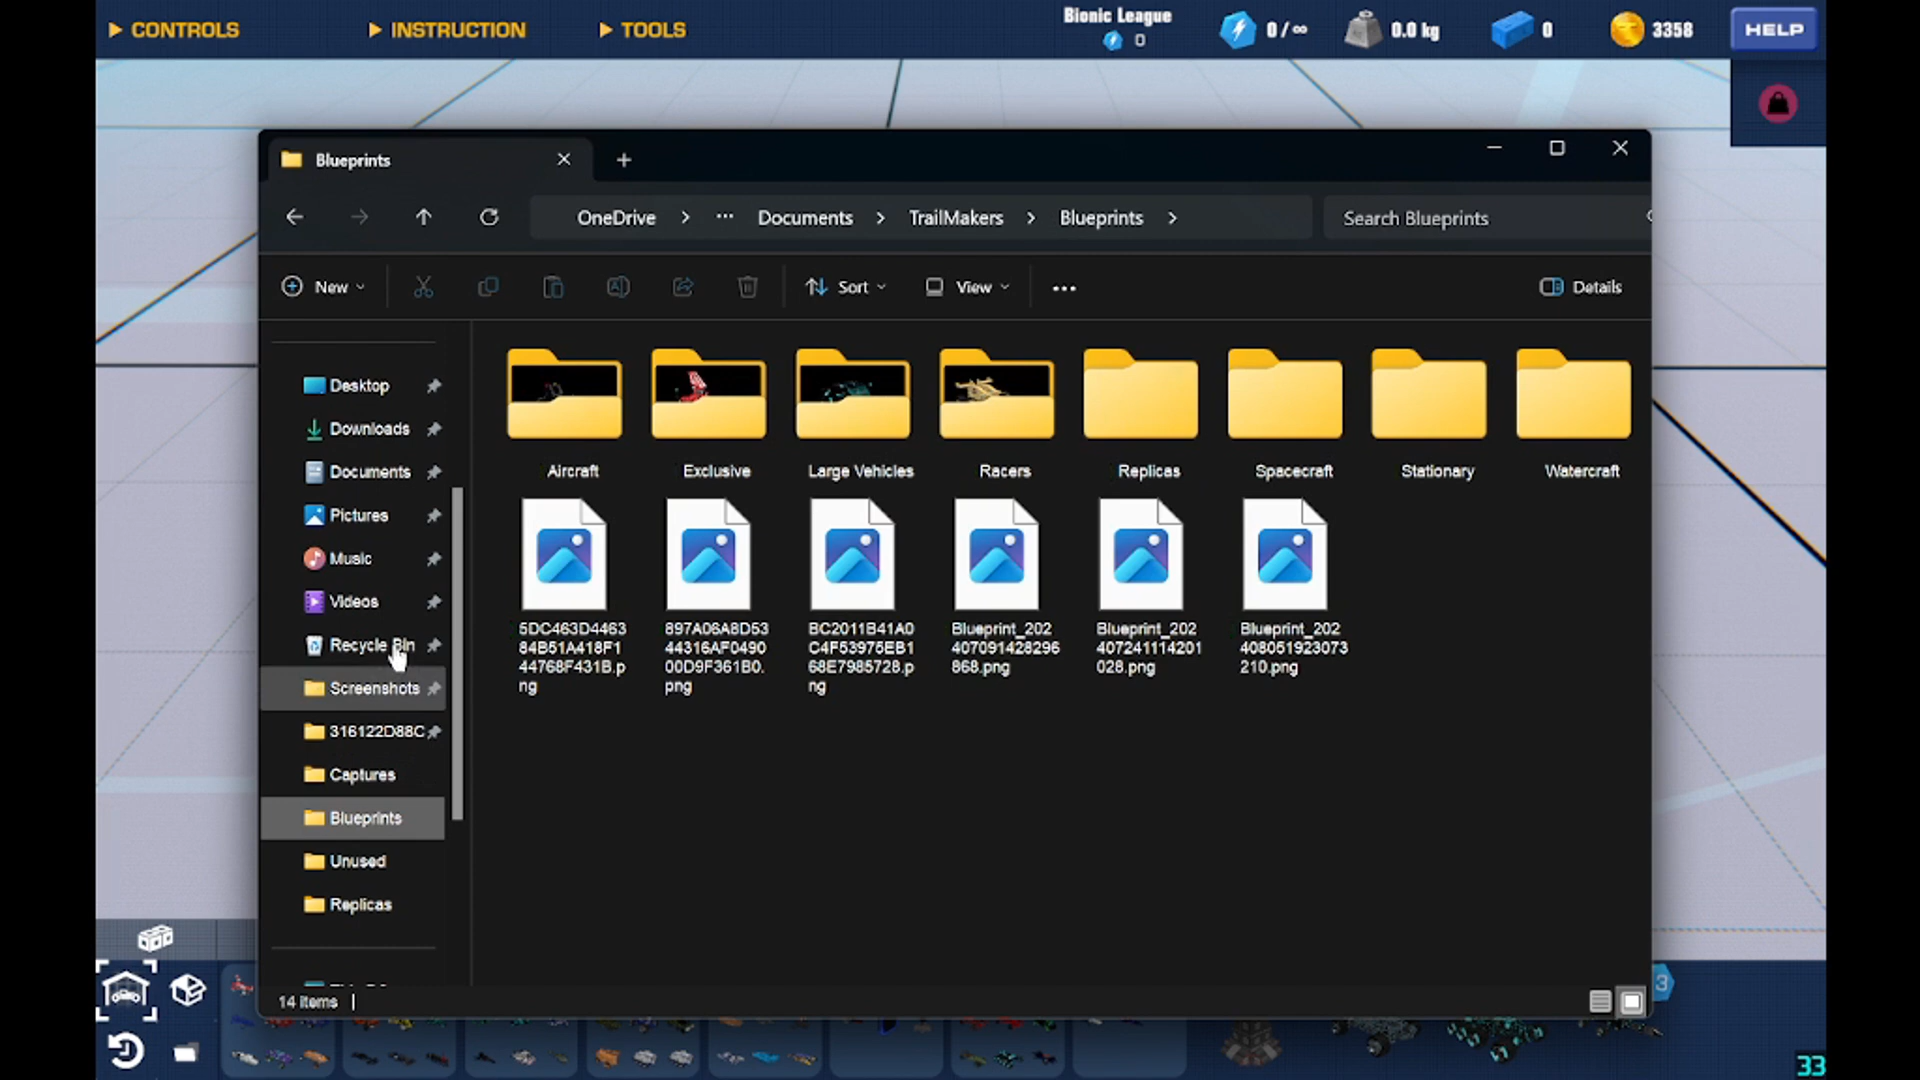 CONTROLS
INSTRUCTION
TOOLS
Bionic League
0
0 / ∞
0.0 kg
0
3358
HELP
Blueprints
OneDrive
...
Documents
TrailMakers
Blueprints
Search Blueprints
New
Sort
View
...
Details
Desktop
Downloads
Documents
Pictures
Music
Videos
Recycle Bin
Screenshots
316122D88C
Captures
Blueprints
Unused
Replicas
Aircraft
Exclusive
Large Vehicles
Racers
Replicas
Spacecraft
Stationary
Watercraft
5DC463D4463
84B51A418F1
44768F431B.p
ng
897A06A8D53
44316AF0490
00D9F361B0.
png
BC2011B41A0
C4F53975EB1
68E7985728.p
ng
Blueprint_202
407091428296
868.png
Blueprint_202
407241114201
028.png
Blueprint_202
408051923073
210.png
14 items
3
33